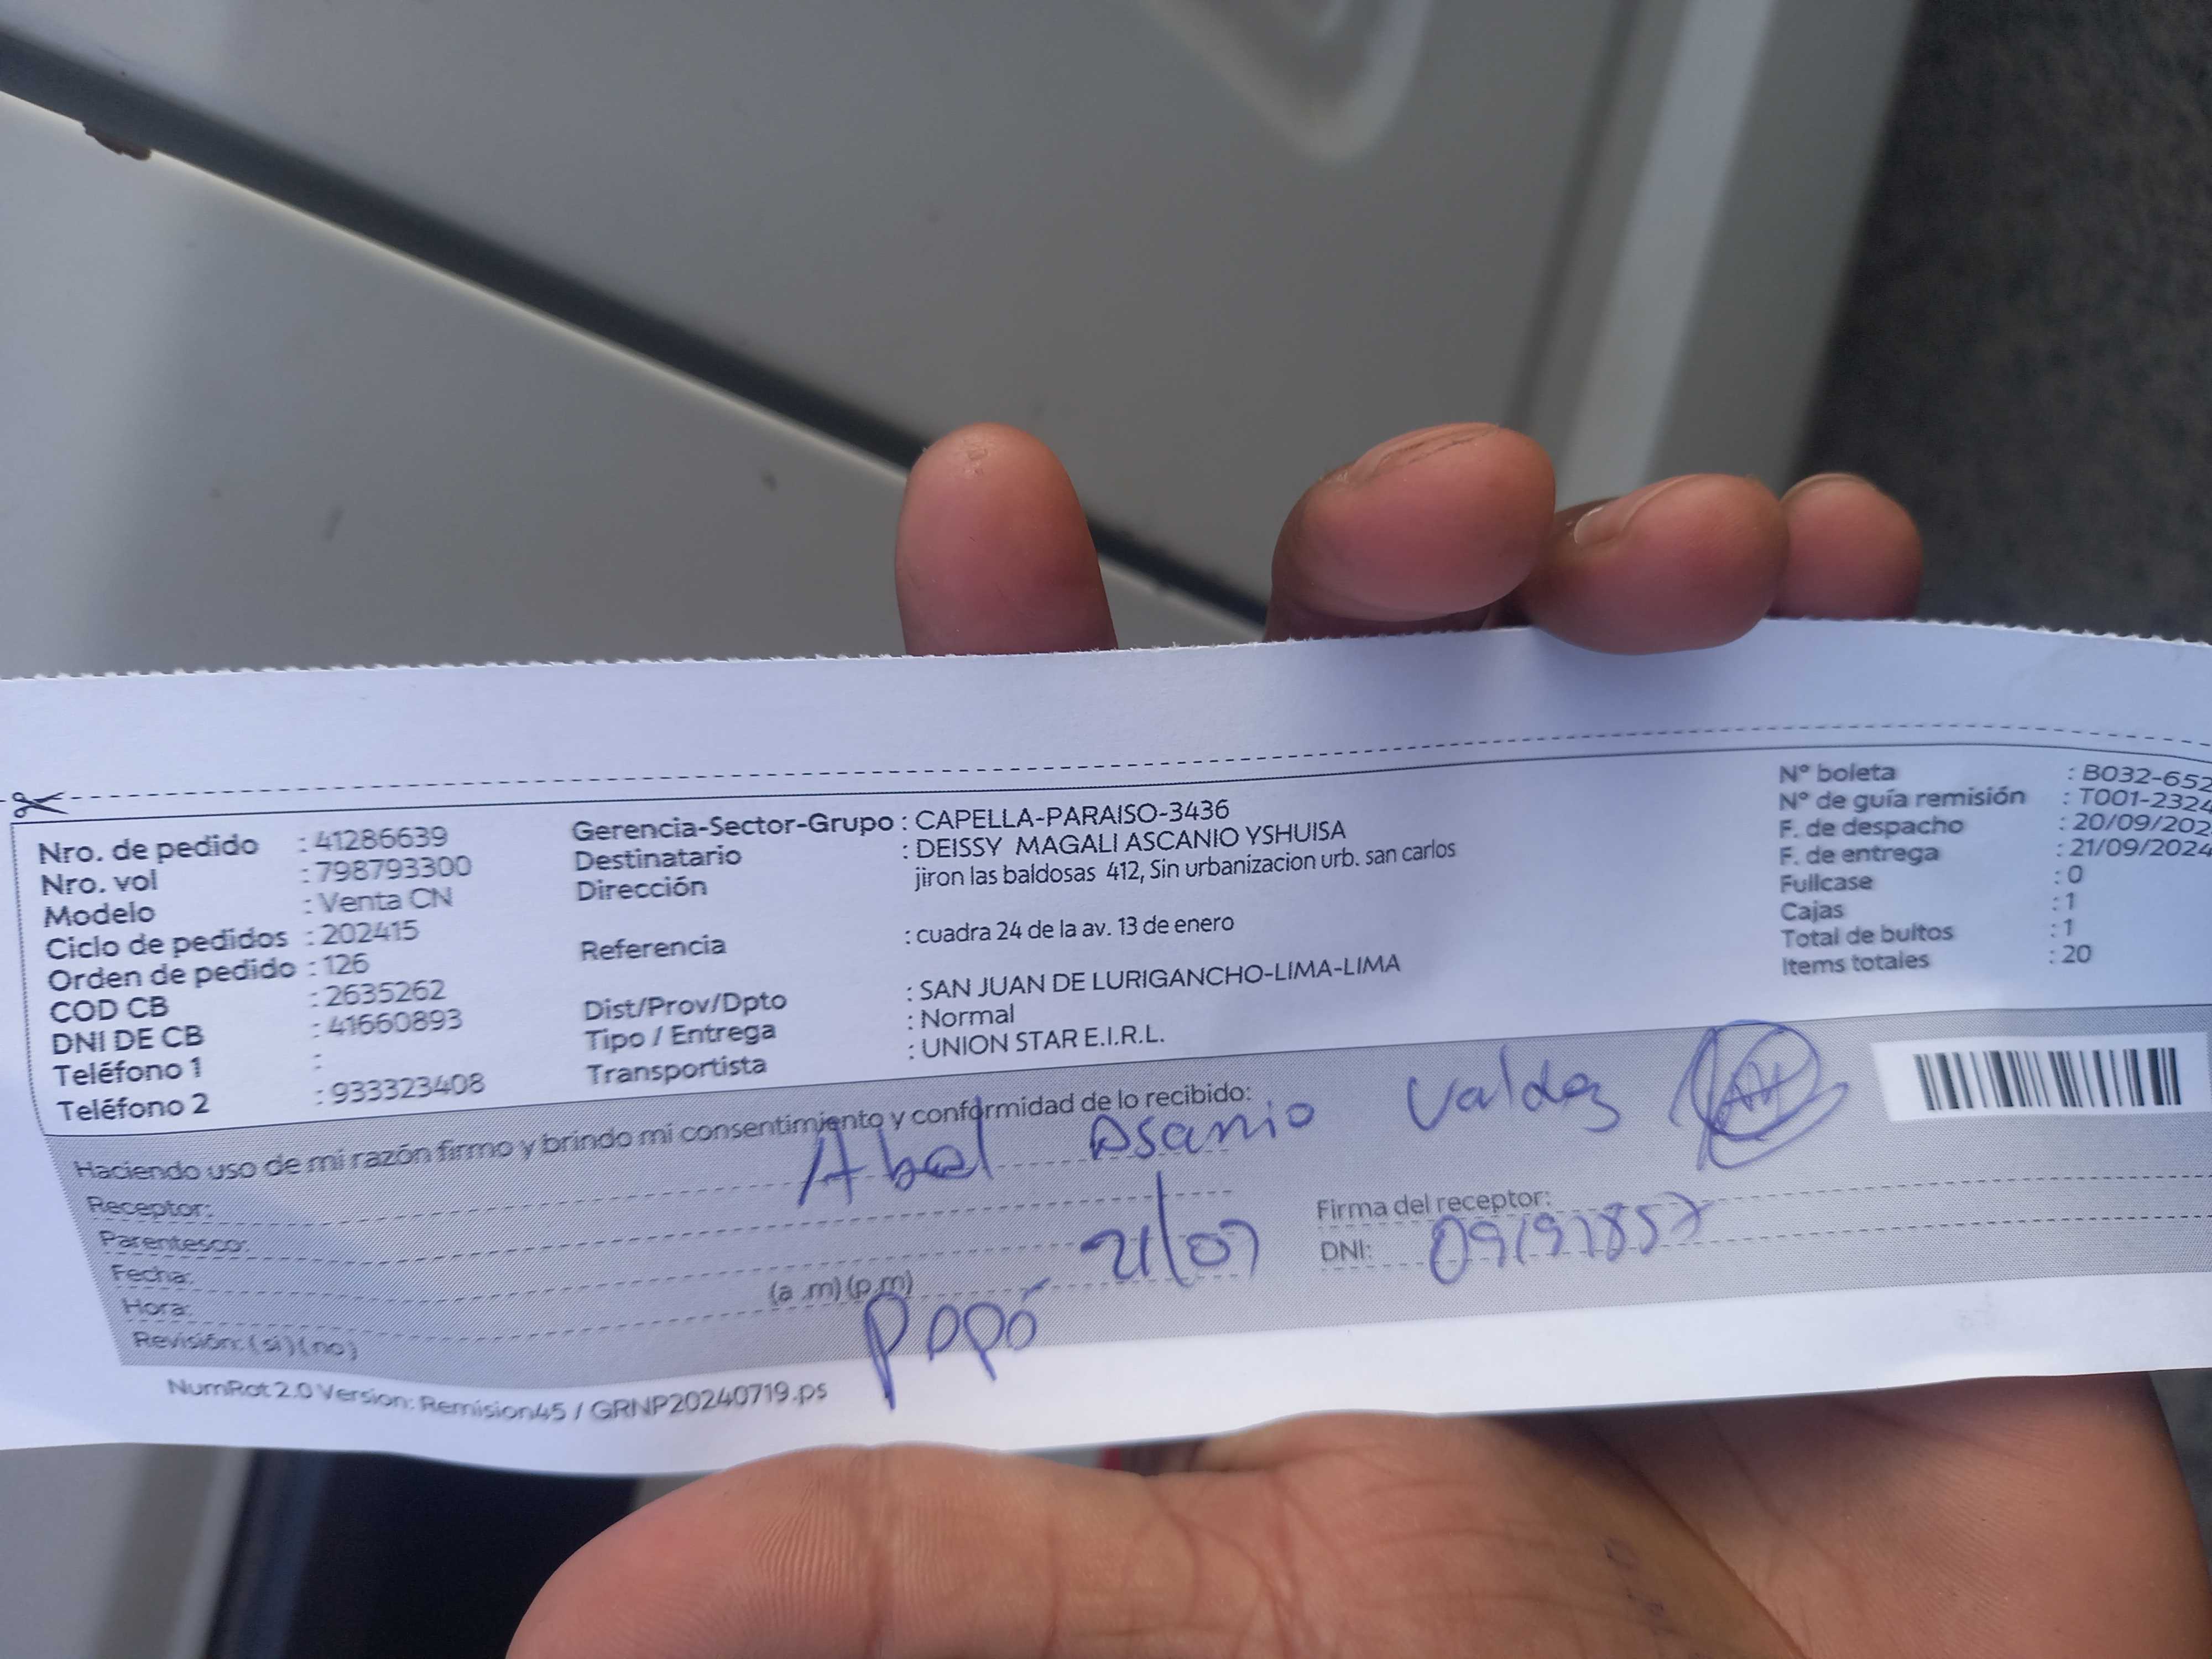 Nro. de pedido : 41286639
Nro. vol : 798793300
Modelo : Venta CN
Ciclo de pedidos : 202415
Orden de pedido : 126
COD CB : 2635262
DNI DE CB : 41660893
Teléfono 1 :
Teléfono 2 : 933323408
Gerencia-Sector-Grupo : CAPELLA-PARAISO-3436
Destinatario : DEISSY MAGALI ASCANIO YSHUISA
Dirección jiron las baldosas 412, Sin urbanizacion urb. san carlos
Referencia : cuadra 24 de la av. 13 de enero
Dist/Prov/Dpto : SAN JUAN DE LURIGANCHO-LIMA-LIMA
Tipo / Entrega : Normal
Transportista : UNION STAR E.I.R.L.
N° boleta : B032-652
N° de guía remisión : T001-2324
F. de despacho : 20/09/202
F. de entrega : 21/09/2024
Fullcase : 0
Cajas : 1
Total de bultos : 1
Items totales : 20
Haciendo uso de mi razón firmo y brindo mi consentimiento y conformidad de lo recibido:
Receptor: Abel Asanio Valdez
Parentesco:
Fecha: 21/09
Hora: (a .m) (p.m)
Papá
Revisión: ( si ) ( no )
Firma del receptor:
DNI: 09191857
NumRot 2.0 Version: Remision45 / GRNP20240719.ps